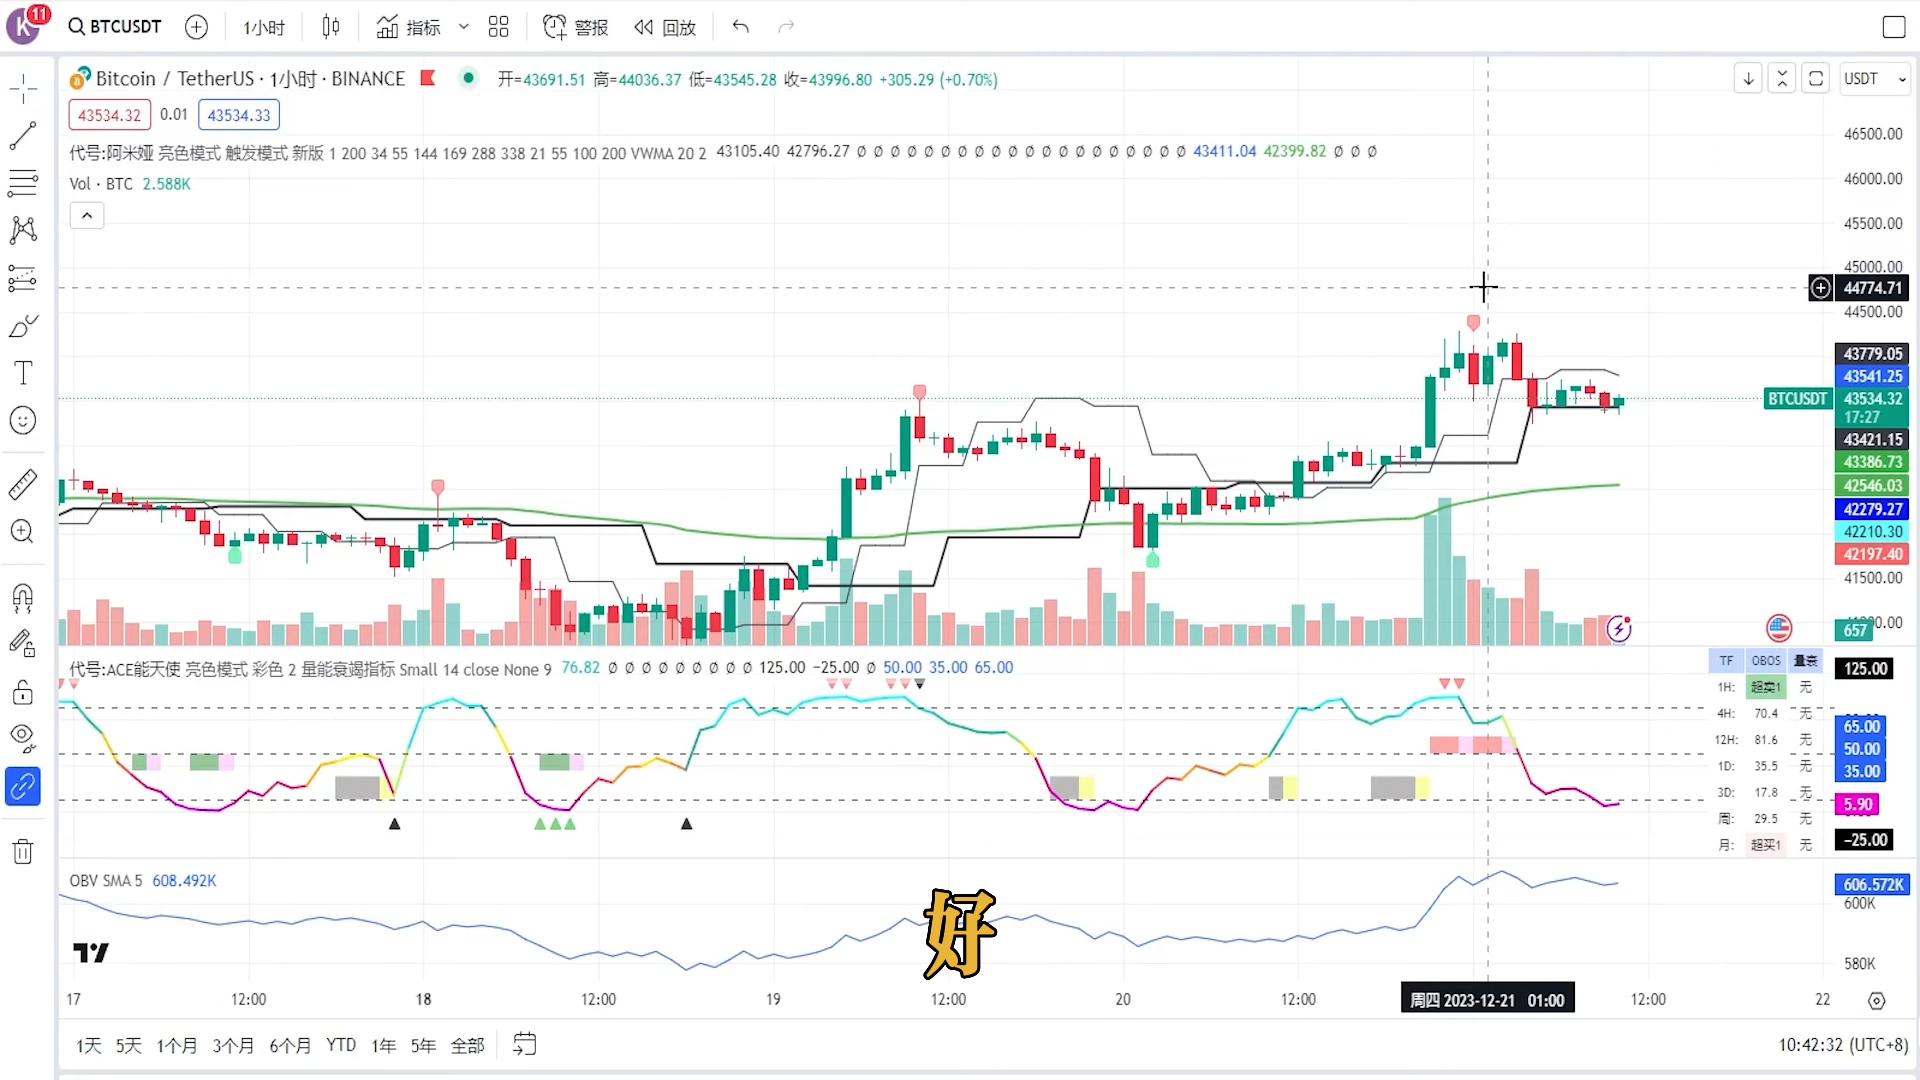 K 11 BTCUSDT 1小时 指标 警报 回放
Bitcoin / TetherUS · 1小时 · BINANCE 开=43691.51 高=44036.37 低=43545.28 收=43996.80 +305.29 (+0.70%) USDT
43534.32 0.01 43534.33
代号:阿米娅 亮色模式 触发模式 新版 1 200 34 55 144 169 288 338 21 55 100 200 VWMA 20 2 43105.40 42796.27 ∅ ∅ ∅ ∅ ∅ ∅ ∅ ∅ ∅ ∅ ∅ ∅ ∅ ∅ ∅ ∅ ∅ ∅ ∅ 43411.04 42399.82 ∅ ∅ ∅
Vol · BTC 2.588K
46500.00
46000.00
45500.00
45000.00
44774.71
44500.00
43779.05
43541.25
BTCUSDT 43534.32
17:27
43421.15
43386.73
42546.03
42279.27
42210.30
42197.40
41500.00
657
代号:ACE能天使 亮色模式 彩色 2 量能衰竭指标 Small 14 close None 9 76.82 ∅ ∅ ∅ ∅ ∅ ∅ ∅ ∅ ∅ 125.00 −25.00 ∅ 50.00 35.00 65.00
TF OBOS 量衰
1H: 超卖1 无
4H: 70.4 无
12H: 81.6 无
1D: 35.5 无
3D: 17.8 无
周: 29.5 无
月: 超买1 无
125.00
65.00
50.00
35.00
5.90
−25.00
OBV SMA 5 608.492K
606.572K
600K
580K
好
17 12:00 18 12:00 19 12:00 20 12:00 周四 2023-12-21 01:00 12:00 22
1天 5天 1个月 3个月 6个月 YTD 1年 5年 全部 10:42:32 (UTC+8)